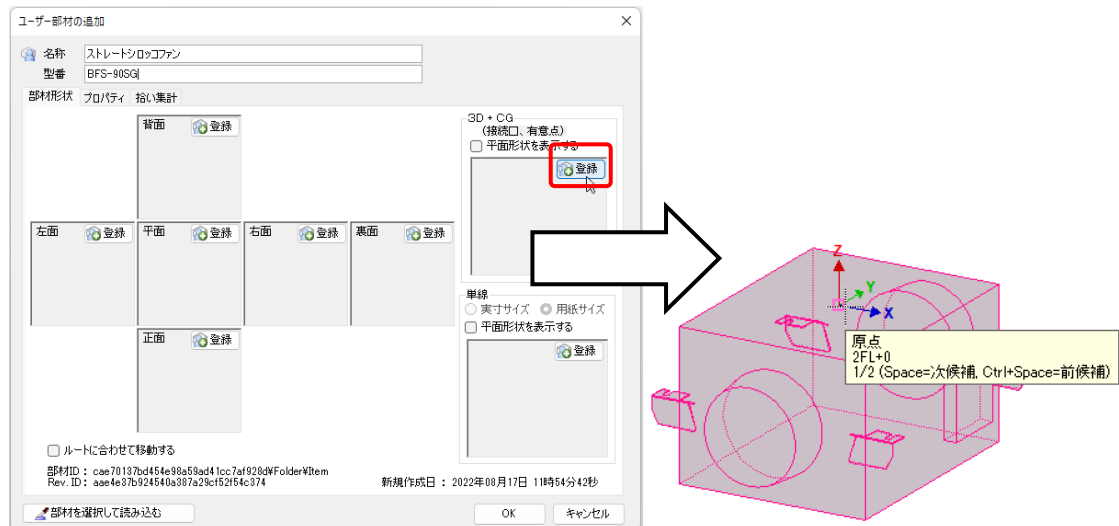 ユーザー部材の追加
名称 ストレートシロッコファン
型番 BFS-90SG
部材形状 プロパティ 拾い集計
背面 登録
3D + CG
(接続口、有意点)
平面形状を表示する
登録
左面 登録 平面 登録 右面 登録 裏面 登録
単線
実寸サイズ 用紙サイズ
平面形状を表示する
正面 登録
登録
ルートに合わせて移動する
部材ID : cae70137bd454e98a59ad41cc7af928d¥Folder¥Item
Rev. ID : aae4e37b924540a387a29cf52f54c374 新規作成日 : 2022年08月17日 11時54分42秒
部材を選択して読み込む OK キャンセル
Z
Y
X
原点
2FL+0
1/2 (Space=次候補, Ctrl+Space=前候補)